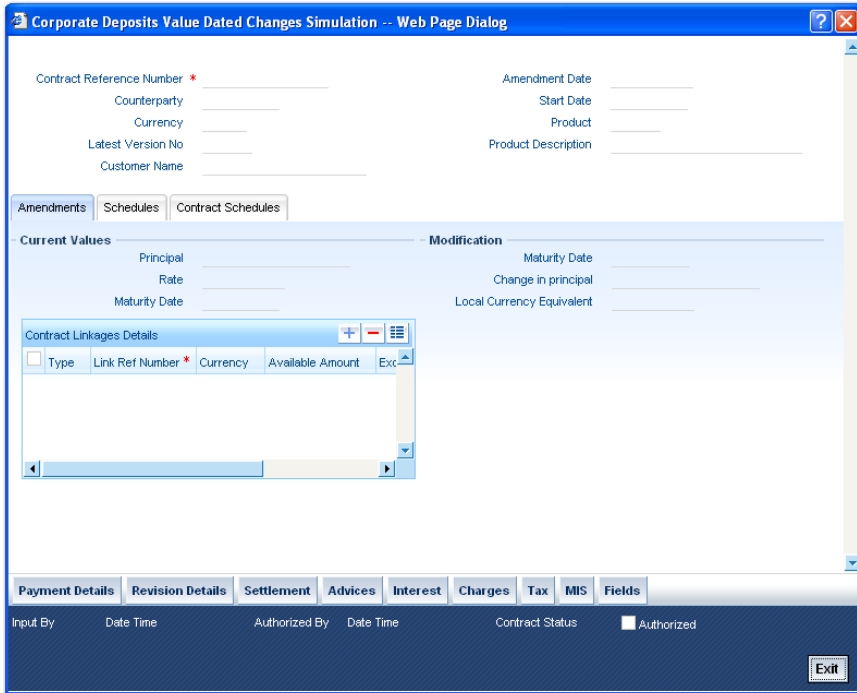 Corporate Deposits Value Dated Changes Simulation -- Web Page Dialog
Contract Reference Number *
Counterparty
Currency
Latest Version No
Customer Name
Amendment Date
Start Date
Product
Product Description
Amendments Schedules Contract Schedules
Current Values
Principal
Rate
Maturity Date
Modification
Maturity Date
Change in principal
Local Currency Equivalent
Contract Linkages Details
Type Link Ref Number * Currency Available Amount Exc
Payment Details Revision Details Settlement Advices Interest Charges Tax MIS Fields
Input By Date Time Authorized By Date Time Contract Status Authorized
Exit